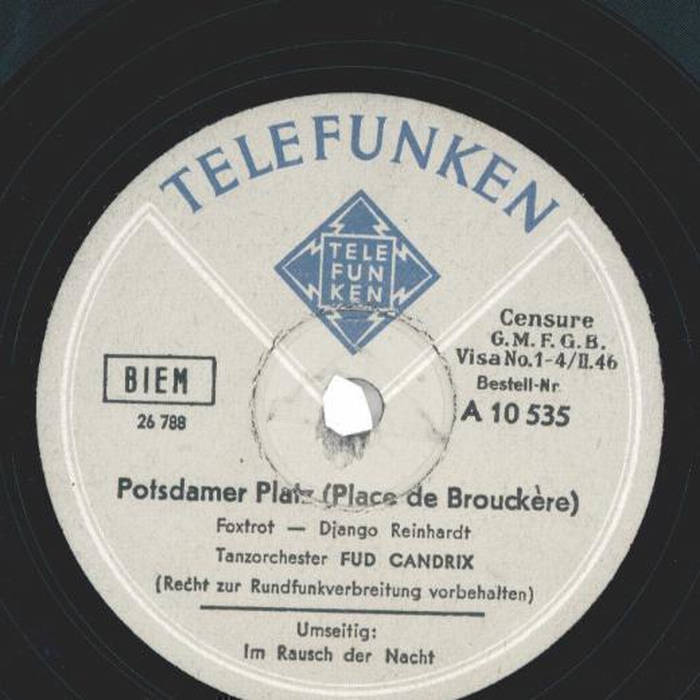 TELEFUNKEN
TELE
FUN
KEN
Censure
G.M.F.G.B.
Visa No.1-4/II.46
Bestell-Nr
A 10 535
BIEM
26 788
Potsdamer Platz (Place de Brouckère)
Foxtrot — Django Reinhardt
Tanzorchester FUD CANDRIX
(Recht zur Rundfunkverbreitung vorbehalten)
Umseitig:
Im Rausch der Nacht